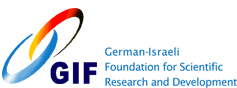 GIF
German-Israeli
Foundation for Scientific
Research and Development